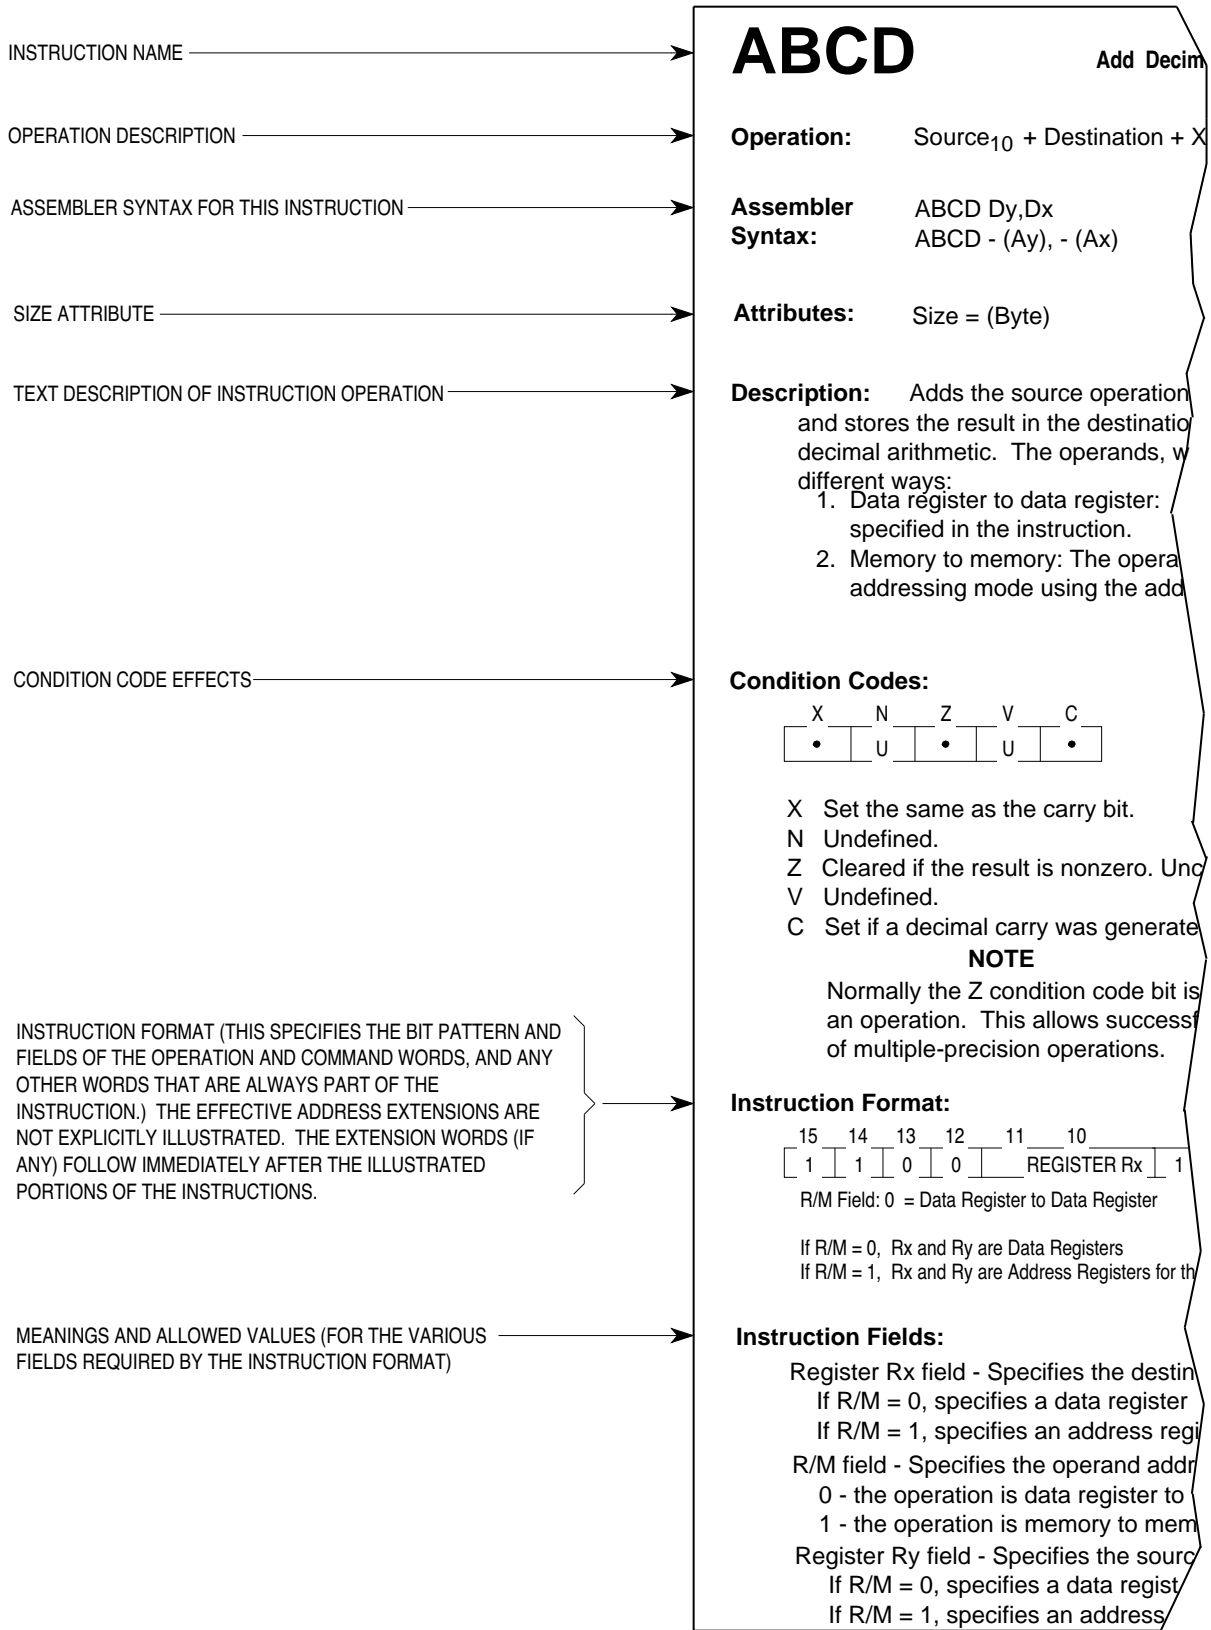 INSTRUCTION NAME
ABCD
Add Decim
OPERATION DESCRIPTION
Operation: Source10 + Destination + X
ASSEMBLER SYNTAX FOR THIS INSTRUCTION
Assembler ABCD Dy,Dx
Syntax: ABCD - (Ay), - (Ax)
SIZE ATTRIBUTE
Attributes: Size = (Byte)
TEXT DESCRIPTION OF INSTRUCTION OPERATION
Description: Adds the source operation
and stores the result in the destinatio
decimal arithmetic. The operands, w
different ways:
1. Data register to data register:
specified in the instruction.
2. Memory to memory: The opera
addressing mode using the add
CONDITION CODE EFFECTS
Condition Codes:
X N Z V C
• U • U •
X Set the same as the carry bit.
N Undefined.
Z Cleared if the result is nonzero. Unc
V Undefined.
C Set if a decimal carry was generate
NOTE
Normally the Z condition code bit is
an operation. This allows successf
of multiple-precision operations.
INSTRUCTION FORMAT (THIS SPECIFIES THE BIT PATTERN AND
FIELDS OF THE OPERATION AND COMMAND WORDS, AND ANY
OTHER WORDS THAT ARE ALWAYS PART OF THE
INSTRUCTION.) THE EFFECTIVE ADDRESS EXTENSIONS ARE
NOT EXPLICITLY ILLUSTRATED. THE EXTENSION WORDS (IF
ANY) FOLLOW IMMEDIATELY AFTER THE ILLUSTRATED
PORTIONS OF THE INSTRUCTIONS.
Instruction Format:
15 14 13 12 11 10
1 1 0 0 REGISTER Rx 1
R/M Field: 0 = Data Register to Data Register
If R/M = 0, Rx and Ry are Data Registers
If R/M = 1, Rx and Ry are Address Registers for th
MEANINGS AND ALLOWED VALUES (FOR THE VARIOUS
FIELDS REQUIRED BY THE INSTRUCTION FORMAT)
Instruction Fields:
Register Rx field - Specifies the destin
If R/M = 0, specifies a data register
If R/M = 1, specifies an address regi
R/M field - Specifies the operand addr
0 - the operation is data register to
1 - the operation is memory to mem
Register Ry field - Specifies the sourc
If R/M = 0, specifies a data regist
If R/M = 1, specifies an address